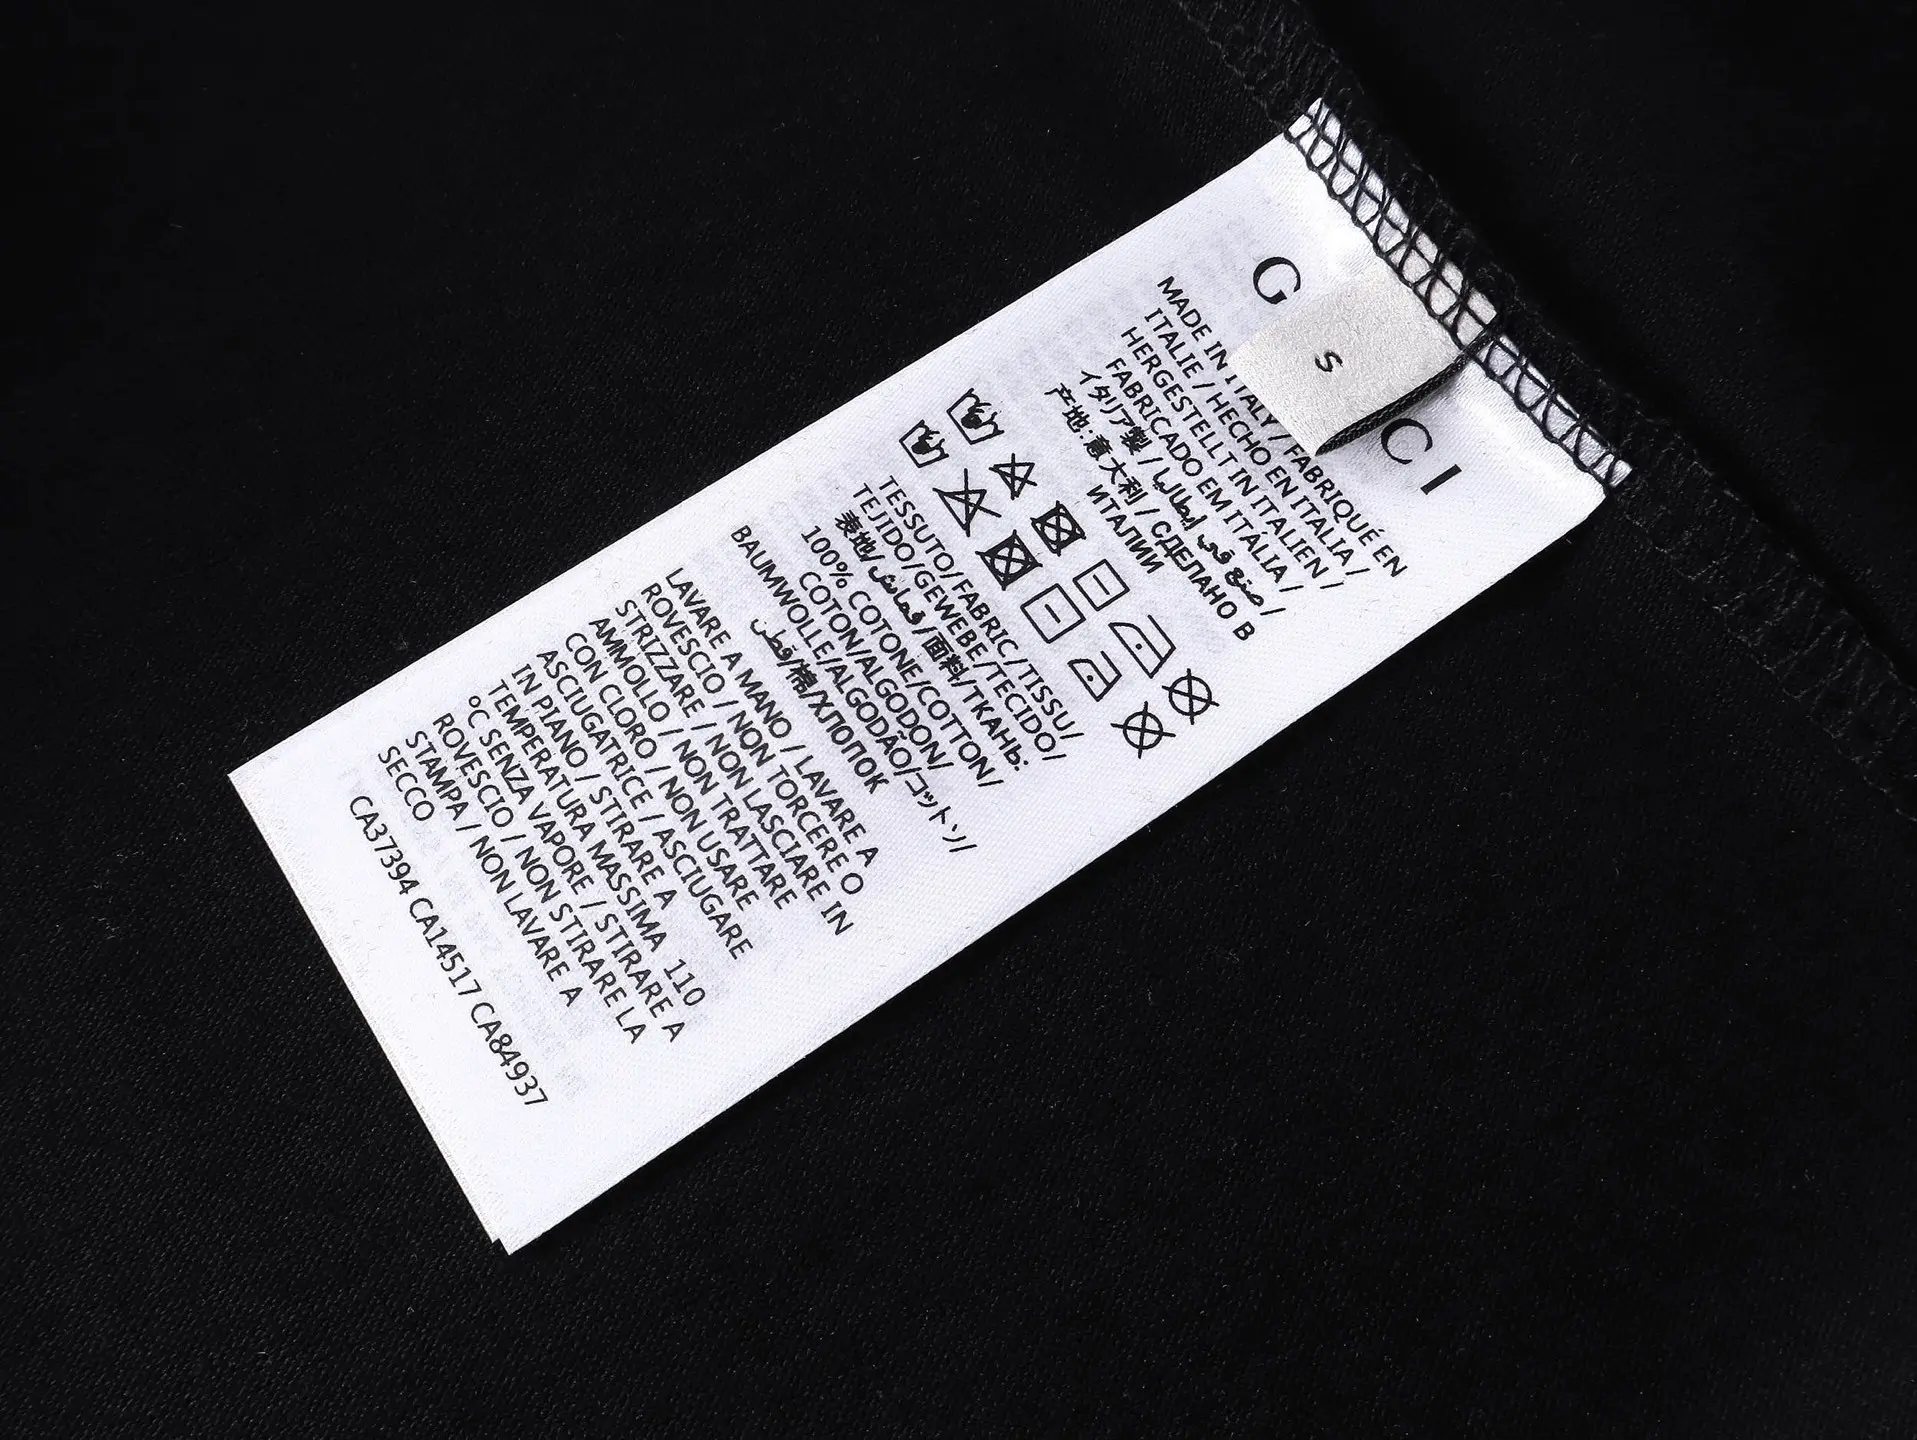 G CI
S
MADE IN ITALY / FABRIQUÉ EN
ITALIE / HECHO EN ITALIA /
HERGESTELLT IN ITALIEN /
FABRICADO EM ITÁLIA /
イタリア製 / صنع في إيطاليا /
产地:意大利 / СДЕЛАНО В
ИТАЛИИ
TESSUTO/FABRIC/TISSU/
TEJIDO/GEWEBE/TECIDO/
表地/قماش/面料/ТКАНЬ:
100% COTONE/COTTON/
COTON/ALGODON/
BAUMWOLLE/ALGODÃO/コットン/
قطن/棉/ХЛОПОК
LAVARE A MANO / LAVARE A
ROVESCIO / NON TORCERE O
STRIZZARE / NON LASCIARE IN
AMMOLLO / NON TRATTARE
CON CLORO / NON USARE
ASCIUGATRICE / ASCIUGARE
IN PIANO / STIRARE A
TEMPERATURA MASSIMA 110
°C SENZA VAPORE / STIRARE A
ROVESCIO / NON STIRARE LA
STAMPA / NON LAVARE A
SECCO
CA37394 CA14517 CA84937